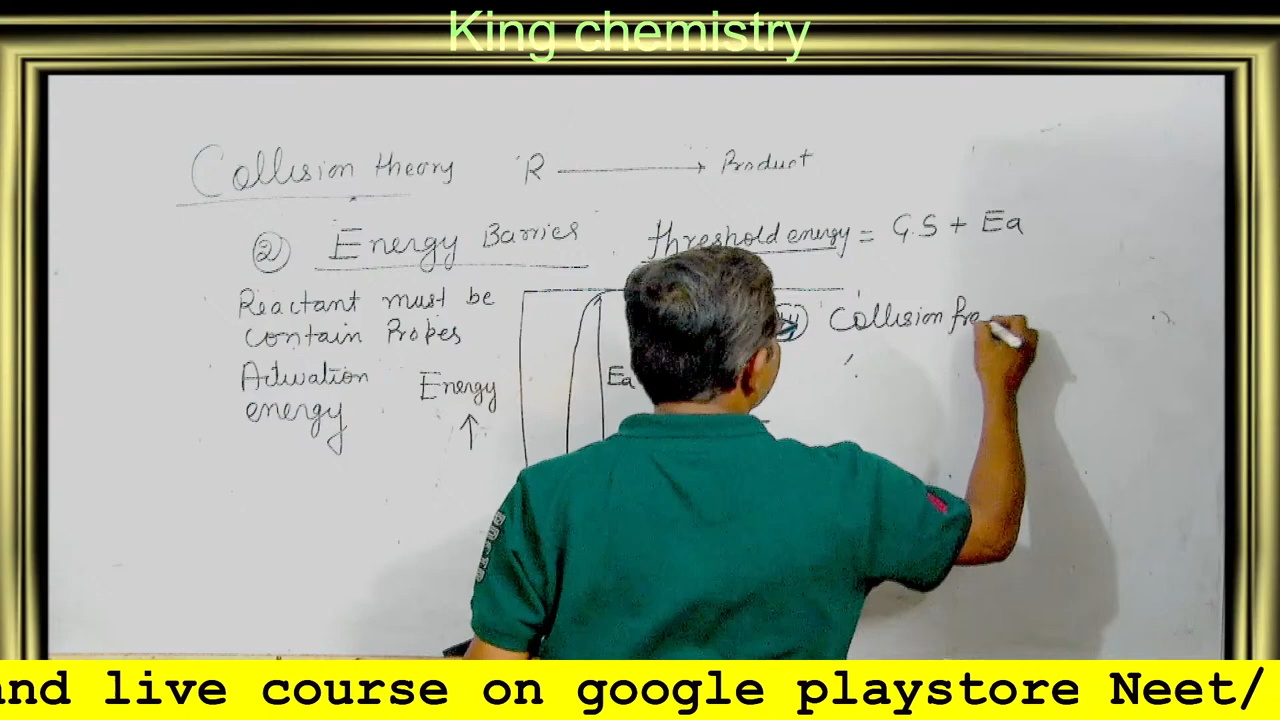 King chemistry
Collision theory R → Product
② Energy Barrier threshold energy = G.S + Ea
Reactant must be
contain Propes
Activation
energy
Energy
↑
Ea
Collision fra
and live course on google playstore Neet/